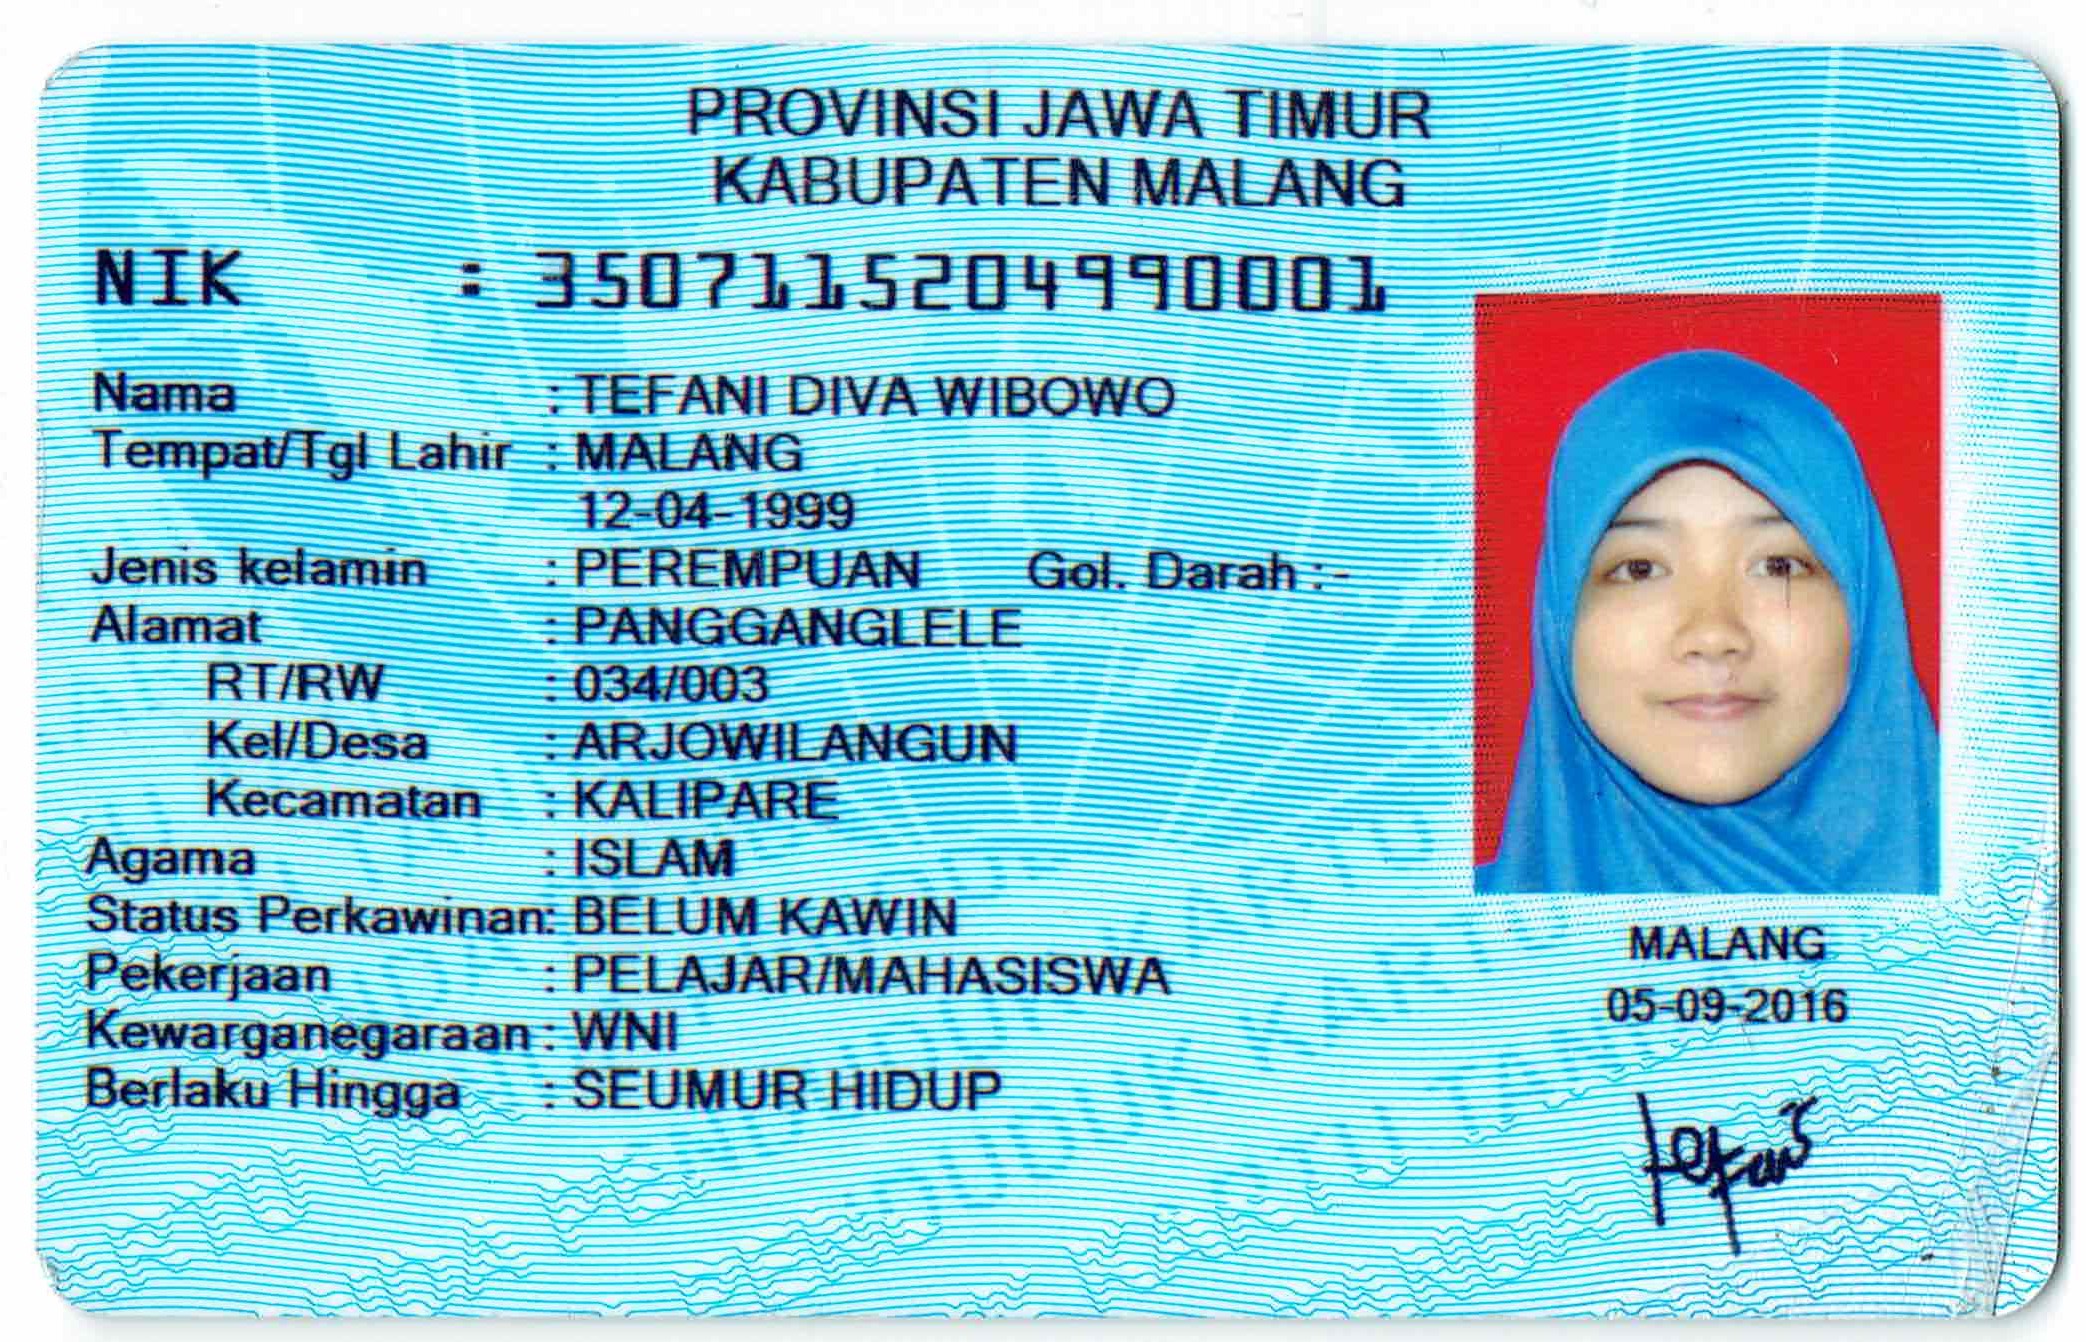 PROVINSI JAWA TIMUR
KABUPATEN MALANG
NIK : 3507115204990001
Nama : TEFANI DIVA WIBOWO
Tempat/Tgl Lahir : MALANG
12-04-1999
Jenis kelamin : PEREMPUAN Gol. Darah :-
Alamat : PANGGANGLELE
RT/RW : 034/003
Kel/Desa : ARJOWILANGUN
Kecamatan : KALIPARE
Agama : ISLAM
Status Perkawinan: BELUM KAWIN
Pekerjaan : PELAJAR/MAHASISWA
Kewarganegaraan : WNI
Berlaku Hingga : SEUMUR HIDUP
MALANG
05-09-2016
Tefani